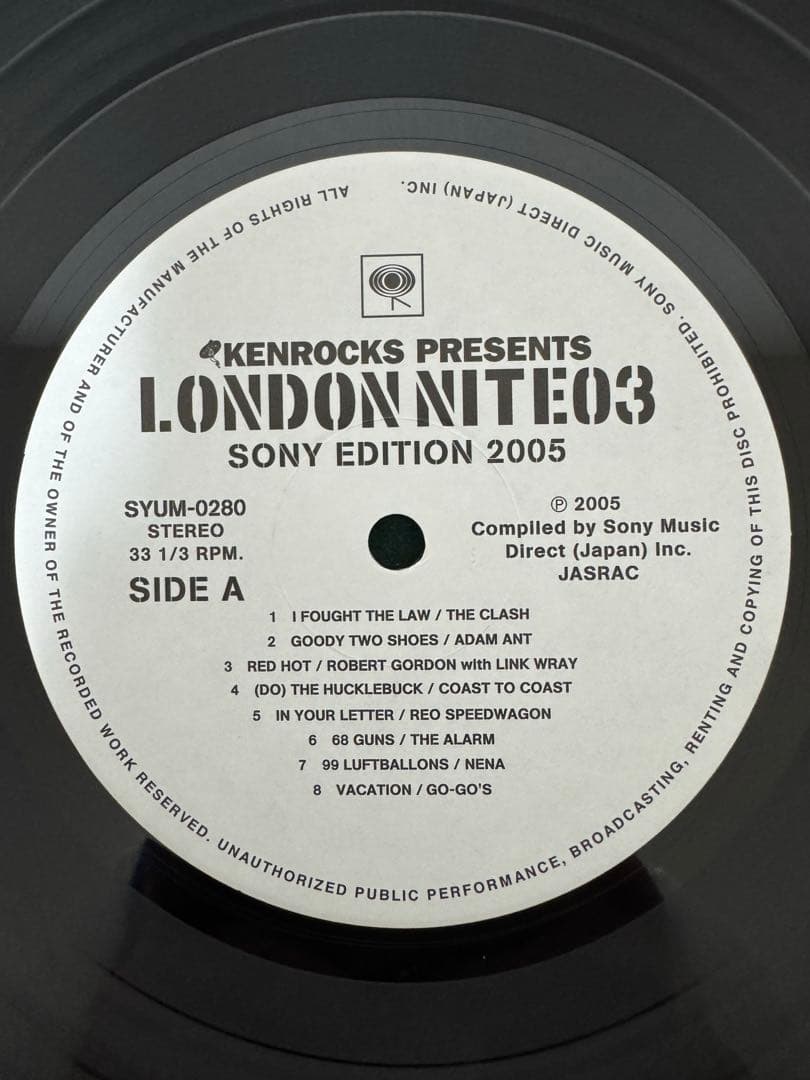 KENROCKS PRESENTS
LONDON NITE03
SONY EDITION 2005
SYUM-0280
STEREO
33 1/3 RPM.
SIDE A
℗ 2005
Compiled by Sony Music
Direct (Japan) Inc.
JASRAC
1 I FOUGHT THE LAW / THE CLASH
2 GOODY TWO SHOES / ADAM ANT
3 RED HOT / ROBERT GORDON with LINK WRAY
4 (DO) THE HUCKLEBUCK / COAST TO COAST
5 IN YOUR LETTER / REO SPEEDWAGON
6 68 GUNS / THE ALARM
7 99 LUFTBALLONS / NENA
8 VACATION / GO-GO'S
ALL RIGHTS OF THE MANUFACTURER AND OF THE OWNER OF THE RECORDED WORK RESERVED. UNAUTHORIZED PUBLIC PERFORMANCE, BROADCASTING, RENTING AND COPYING OF THIS DISC PROHIBITED. SONY MUSIC DIRECT (JAPAN) INC.